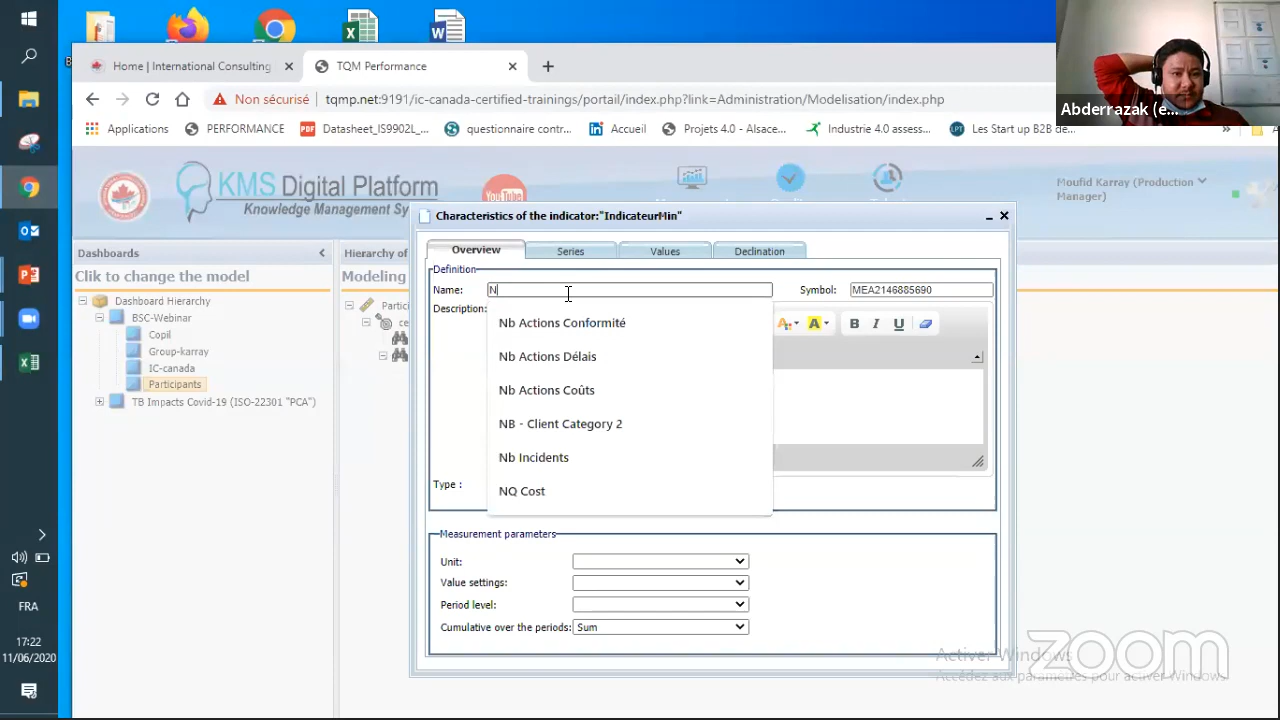 Home | International Consulting
TQM Performance
Non sécurisé
tqmp.net:9191/ic-canada-certified-trainings/portail/index.php?link=Administration/Modelisation/index.php
Abderrazak (e...
Applications
PERFORMANCE
Datasheet_IS9902L_...
questionnaire contr...
Accueil
Projets 4.0 - Alsace...
Industrie 4.0 assess...
Les Start up B2B de...
KMS Digital Platform
Knowledge Management Sy
YouTube
Moufid Karray (Production
Manager)
Characteristics of the indicator:"IndicateurMin"
Dashboards
Hierarchy of
Clik to change the model
Modeling
Dashboard Hierarchy
BSC-Webinar
Copil
Group-karray
IC-canada
Participants
TB Impacts Covid-19 (ISO-22301 "PCA")
Partici
ce
Overview
Series
Values
Declination
Definition
Name:
N
Symbol:
MEA2146885690
Description:
B I U
Nb Actions Conformité
Nb Actions Délais
Nb Actions Coûts
NB - Client Category 2
Nb Incidents
NQ Cost
Type :
Measurement parameters
Unit:
Value settings:
Period level:
Cumulative over the periods:
Sum
Activer Windows
Accédez aux paramètres pour activer Windows.
zoom
FRA
17:22
11/06/2020